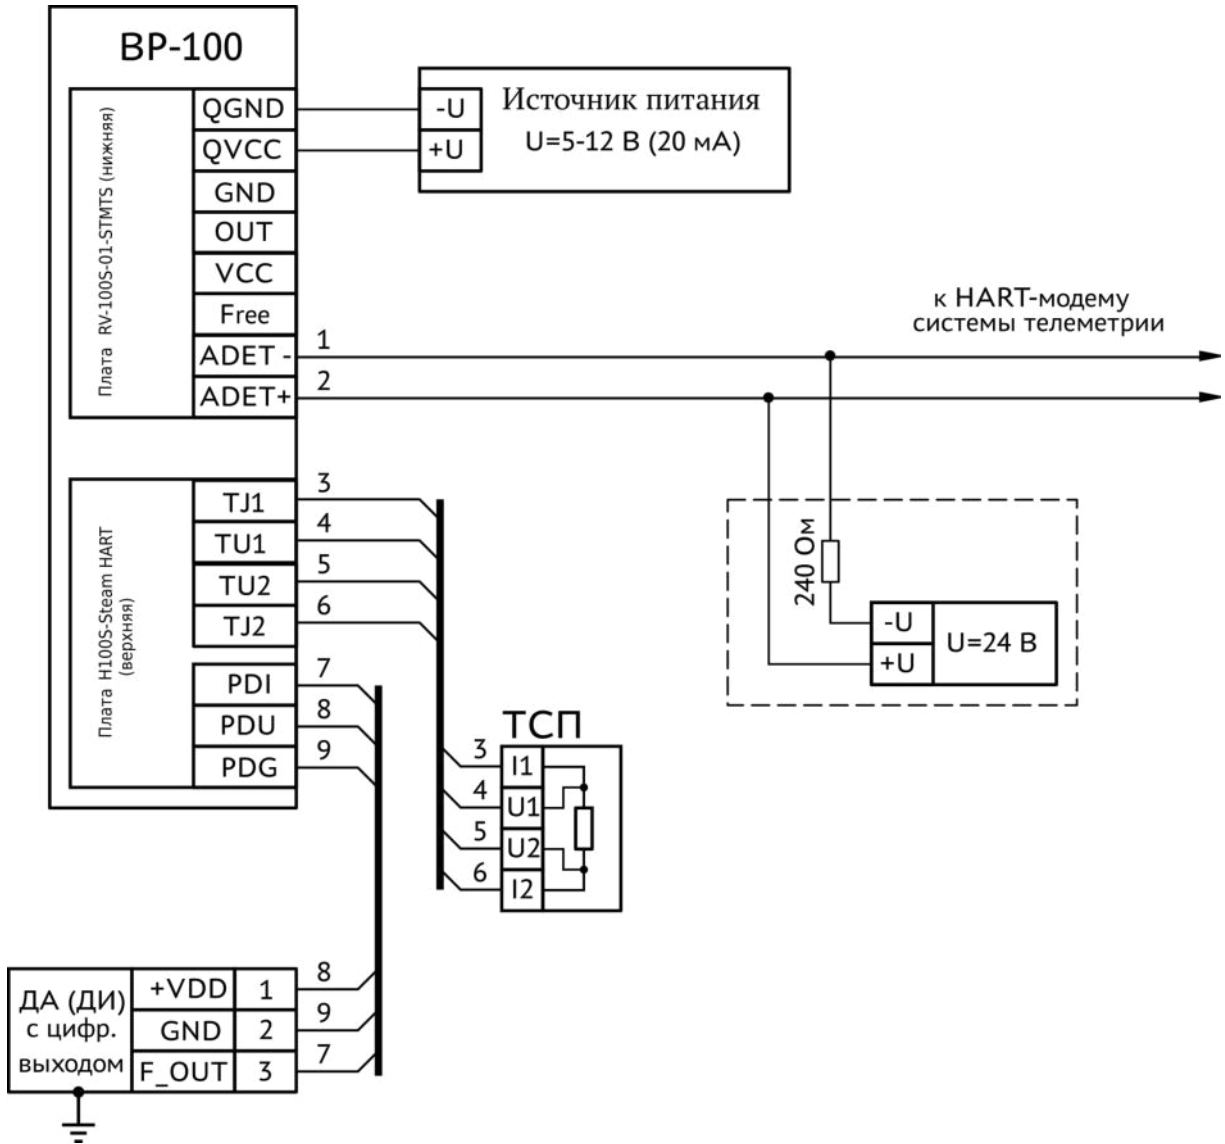 ВР-100
Плата RV-100S-01-STMTS (нижняя)
QGND
QVCC
GND
OUT
VCC
Free
ADET -
ADET+
-U
+U
Источник питания
U=5-12 В (20 мА)
1
2
к HART-модему
системы телеметрии
Плата H100S-Steam HART
(верхняя)
TJ1
TU1
TU2
TJ2
PDI
PDU
PDG
3
4
5
6
7
8
9
240 Ом
-U
+U
U=24 В
ТСП
3
4
5
6
I1
U1
U2
I2
ДА (ДИ)
с цифр.
выходом
+VDD 1
GND 2
F_OUT 3
8
9
7